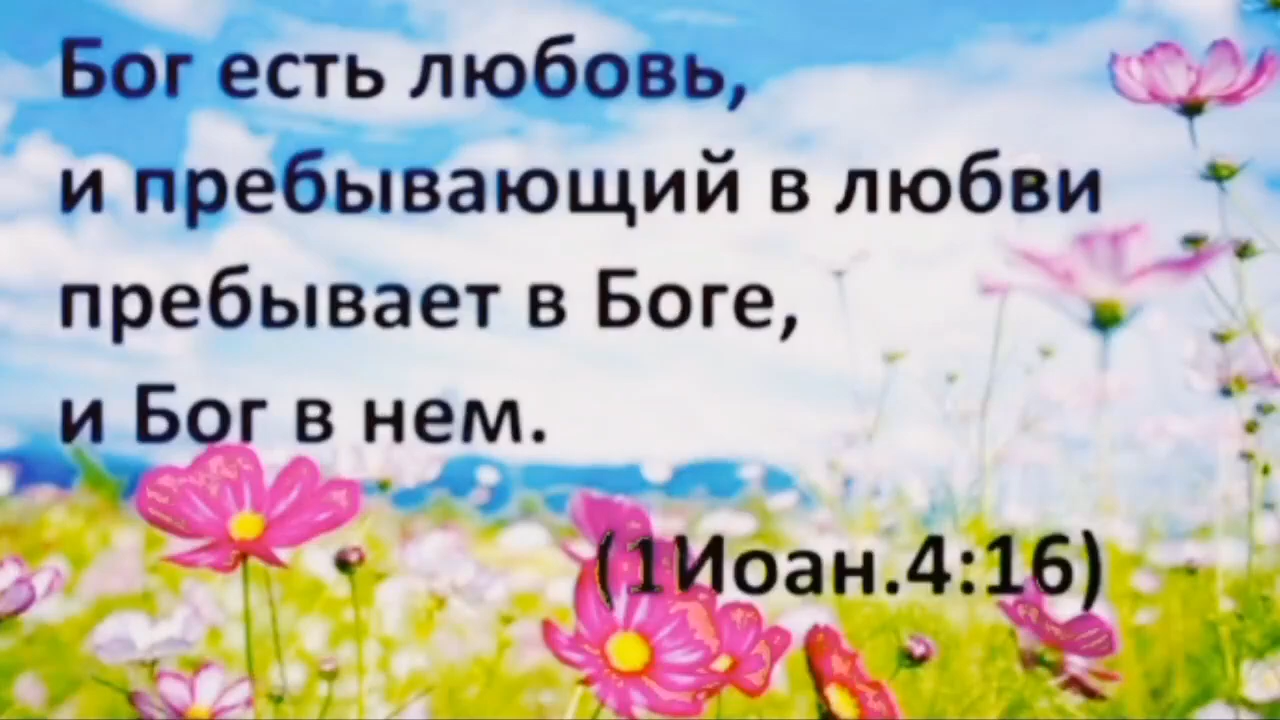 Бог есть любовь,
и пребывающий в любви
пребывает в Боге,
и Бог в нем.
(1Иоан.4:16)